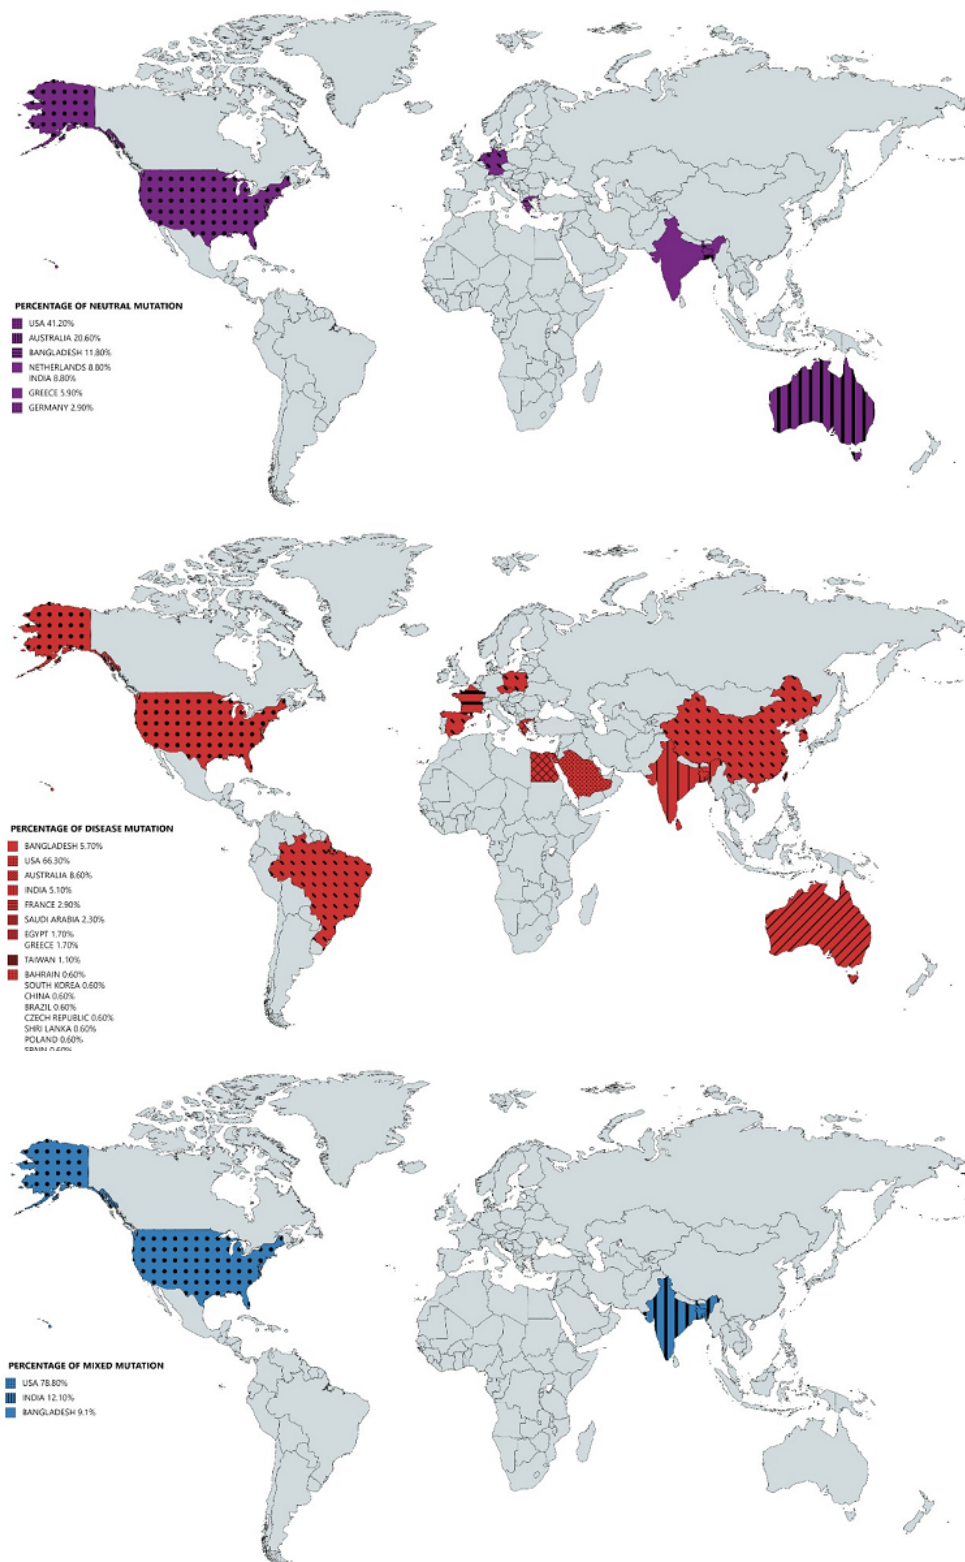 PERCENTAGE OF NEUTRAL MUTATION
USA 41.20%
AUSTRALIA 20.60%
BANGLADESH 11.80%
NETHERLANDS 8.80%
INDIA 8.80%
GREECE 5.90%
GERMANY 2.90%
PERCENTAGE OF DISEASE MUTATION
BANGLADESH 5.70%
USA 66.30%
AUSTRALIA 8.60%
INDIA 5.10%
FRANCE 2.90%
SAUDI ARABIA 2.30%
EGYPT 1.70%
GREECE 1.70%
TAIWAN 1.10%
BAHRAIN 0.60%
SOUTH KOREA 0.60%
CHINA 0.60%
BRAZIL 0.60%
CZECH REPUBLIC 0.60%
SHRI LANKA 0.60%
POLAND 0.60%
SPAIN 0.60%
PERCENTAGE OF MIXED MUTATION
USA 78.80%
INDIA 12.10%
BANGLADESH 9.1%